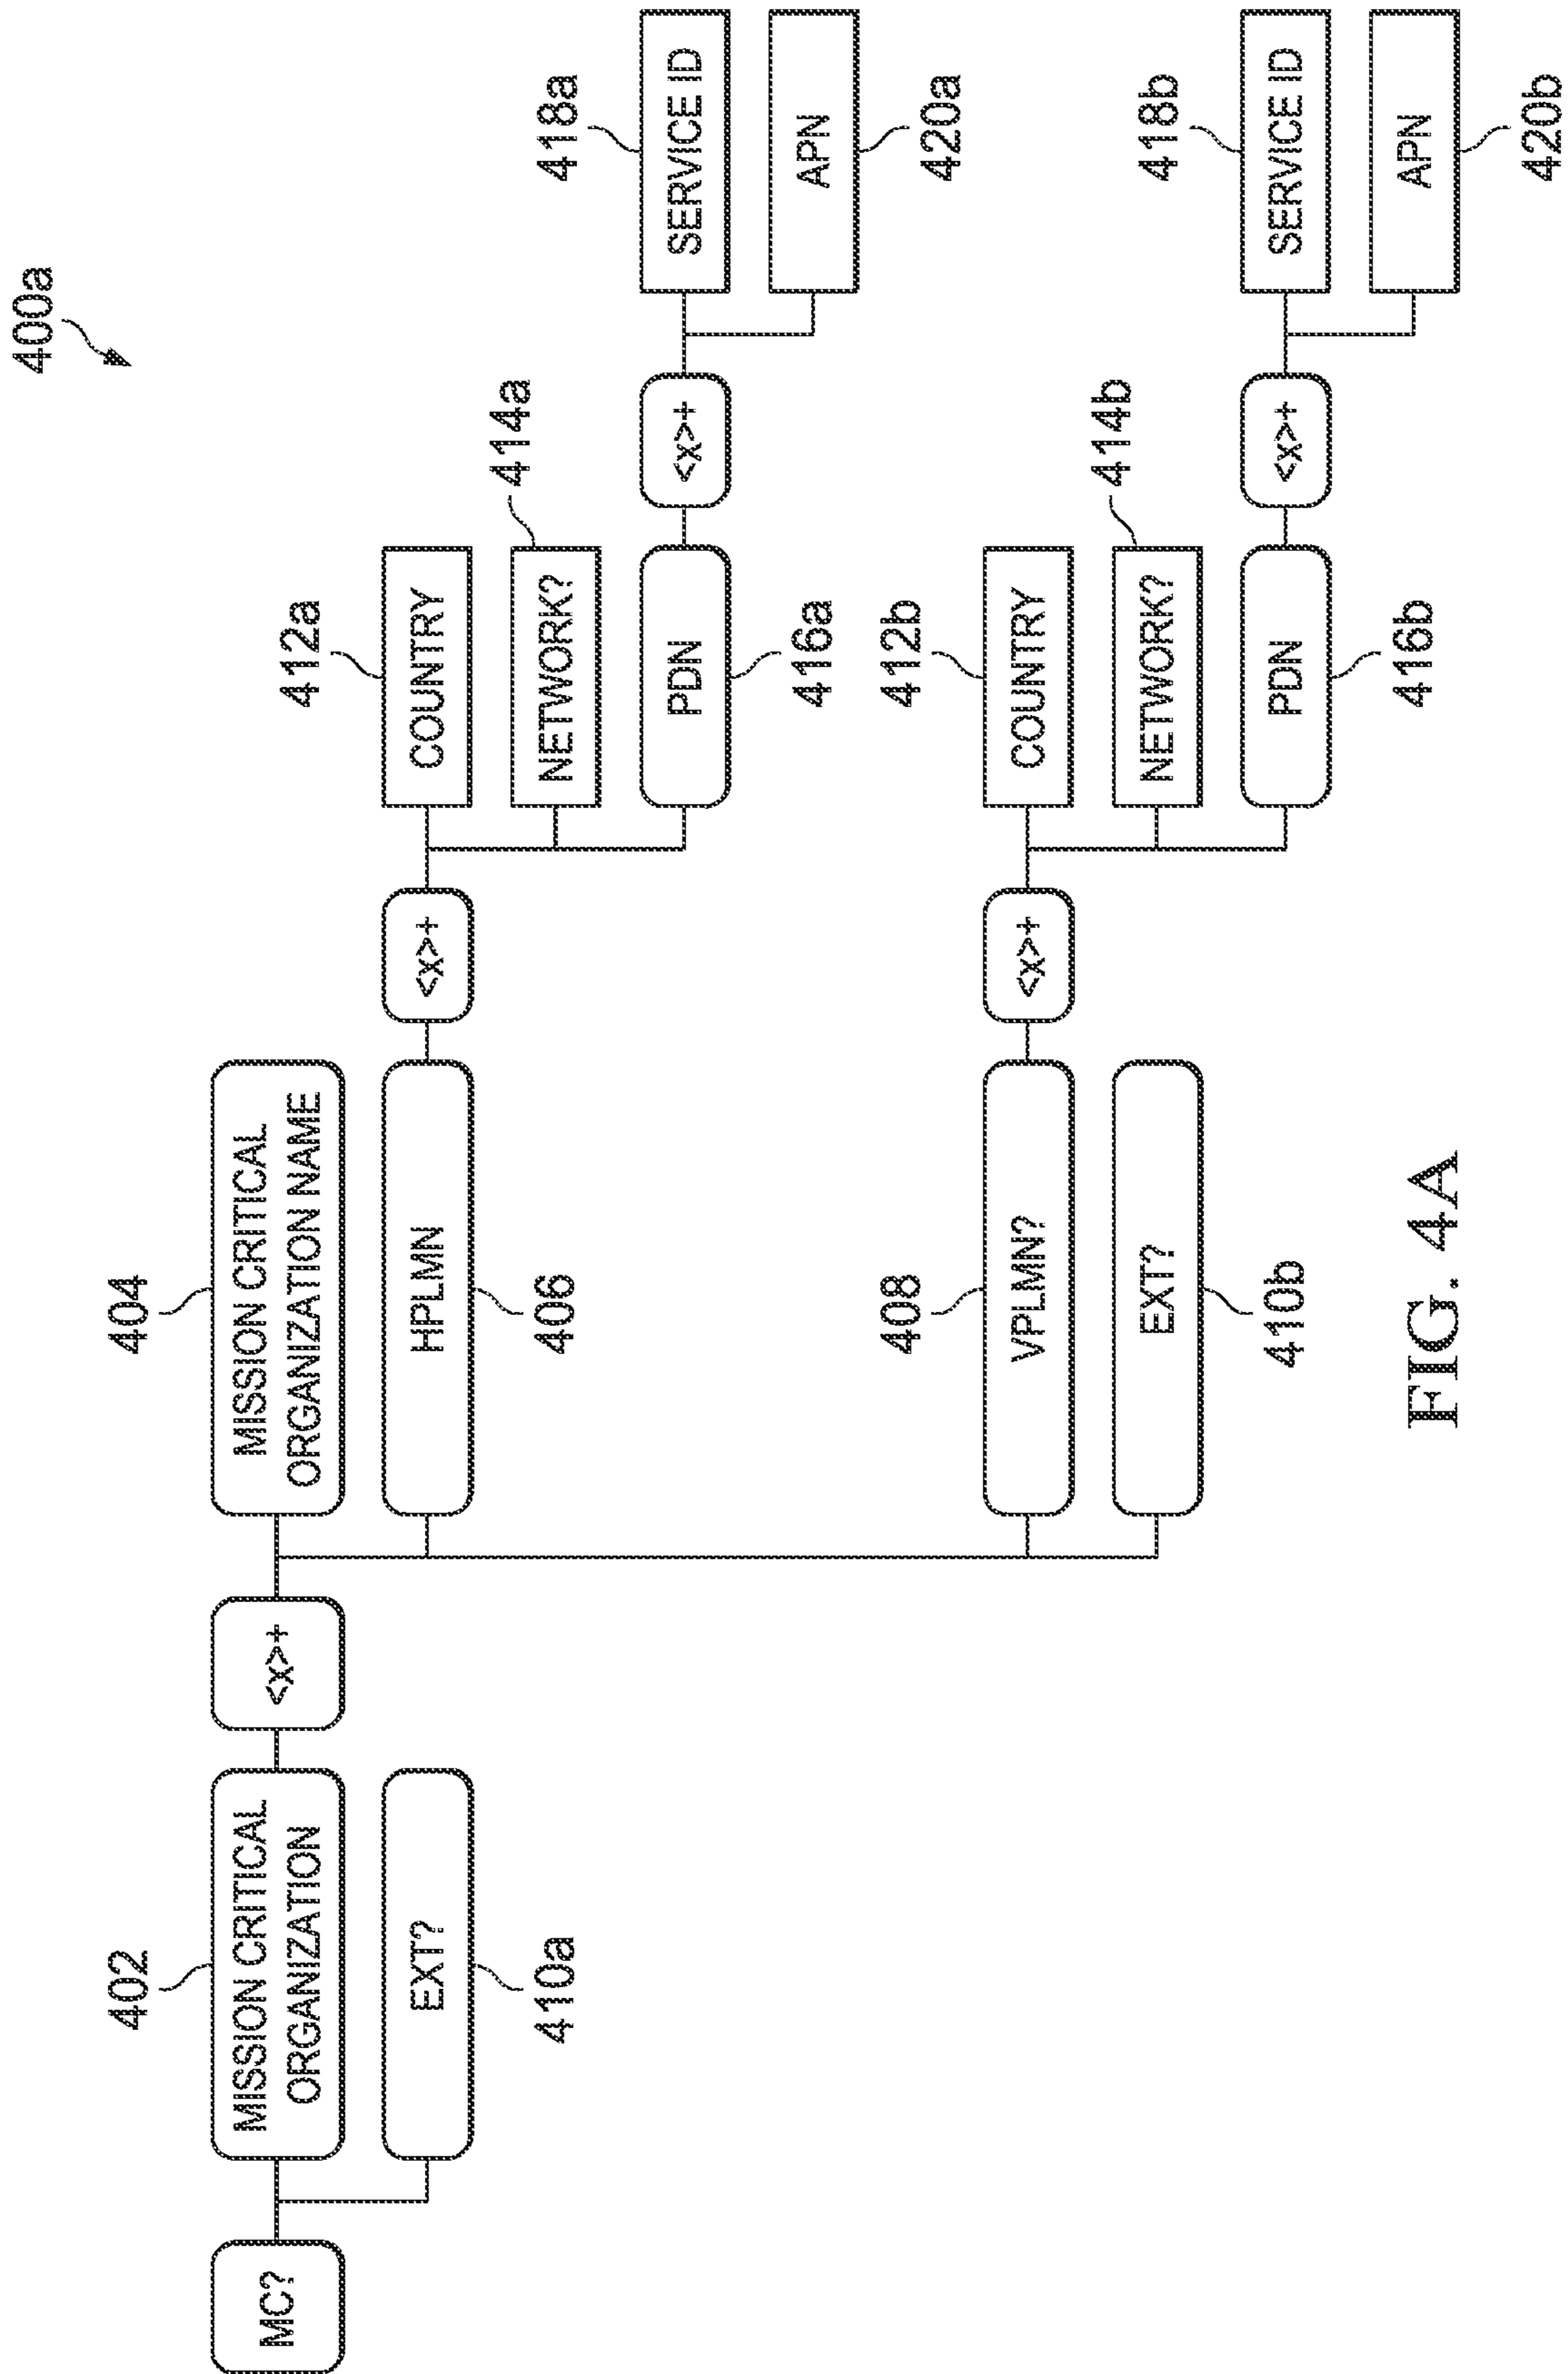 400a
MC?
402
MISSION CRITICAL
ORGANIZATION
EXT?
410a
<x>+
404
MISSION CRITICAL
ORGANIZATION NAME
HPLMN
406
<x>+
412a
COUNTRY
414a
NETWORK?
PDN
416a
<x>+
418a
SERVICE ID
APN
420a
408
VPLMN?
EXT?
410b
<x>+
412b
COUNTRY
414b
NETWORK?
PDN
416b
<x>+
418b
SERVICE ID
APN
420b
FIG. 4A